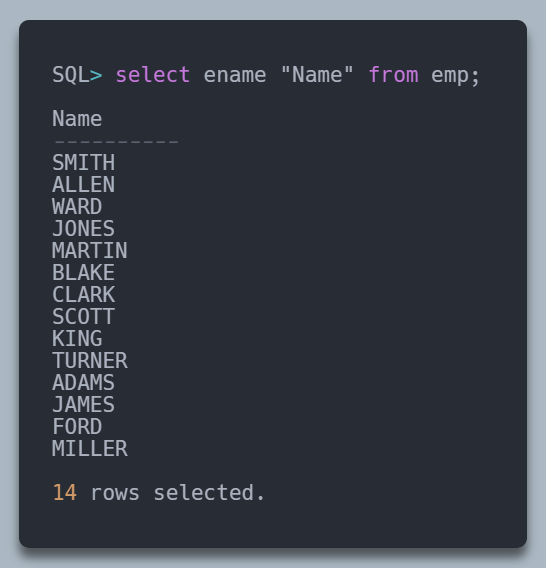 SQL> select ename "Name" from emp;
Name
----------
SMITH
ALLEN
WARD
JONES
MARTIN
BLAKE
CLARK
SCOTT
KING
TURNER
ADAMS
JAMES
FORD
MILLER
14 rows selected.